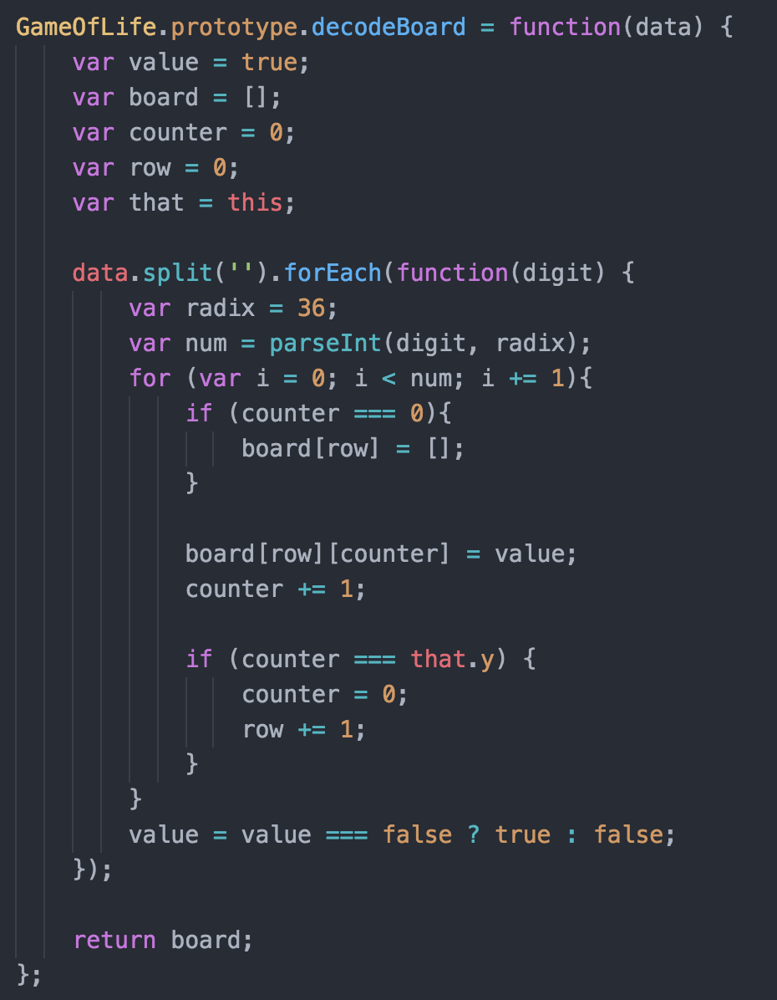 GameOfLife.prototype.decodeBoard = function(data) {
    var value = true;
    var board = [];
    var counter = 0;
    var row = 0;
    var that = this;

    data.split('').forEach(function(digit) {
        var radix = 36;
        var num = parseInt(digit, radix);
        for (var i = 0; i < num; i += 1){
            if (counter === 0){
                board[row] = [];
            }

            board[row][counter] = value;
            counter += 1;

            if (counter === that.y) {
                counter = 0;
                row += 1;
            }
        }
        value = value === false ? true : false;
    });

    return board;
};